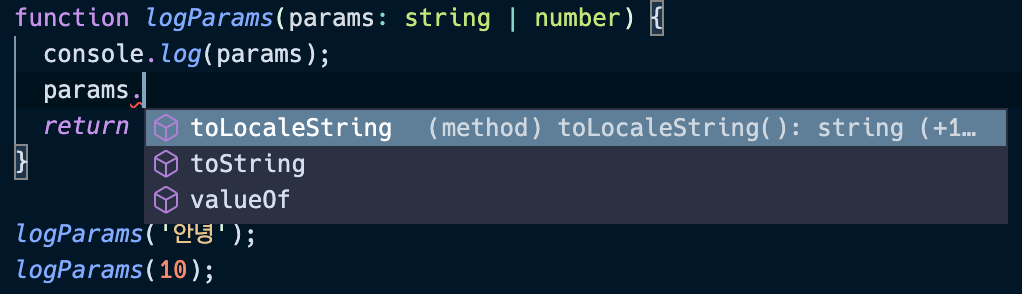 function logParams(params: string | number) {
console.log(params);
params.
return
toLocaleString (method) toLocaleString(): string (+1…
toString
valueOf
}
logParams('안녕');
logParams(10);